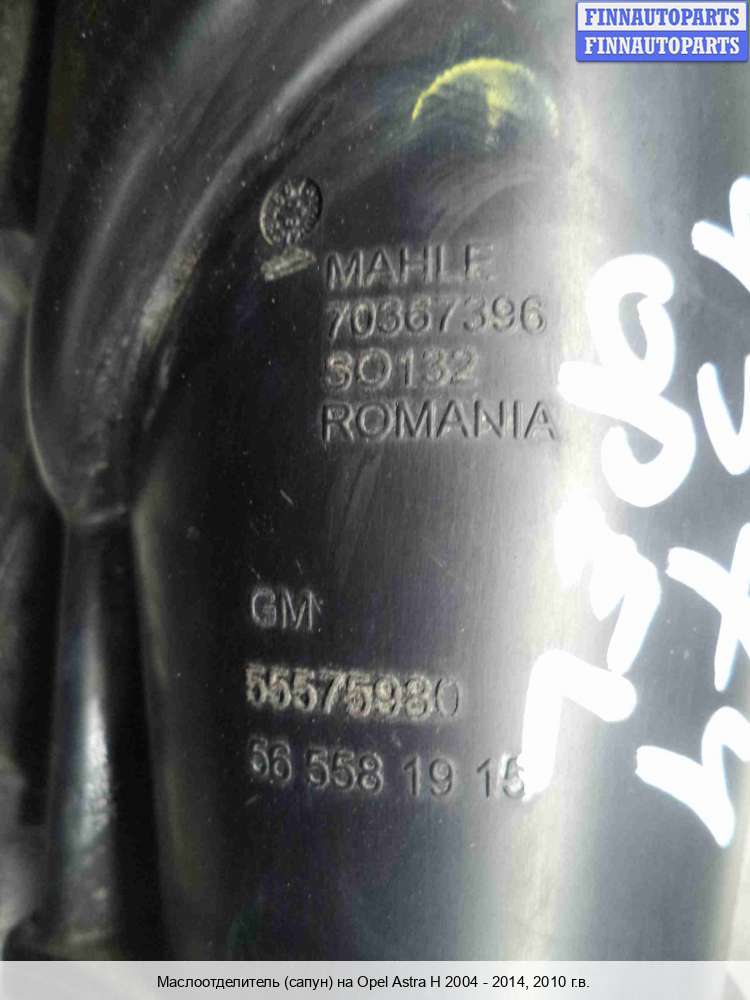 FINNAUTOPARTS
FINNAUTOPARTS
MAHLE
70367396
SO132
ROMANIA
GM
55575980
56 558 19 15
Маслоотделитель (сапун) на Opel Astra H 2004 - 2014, 2010 г.в.